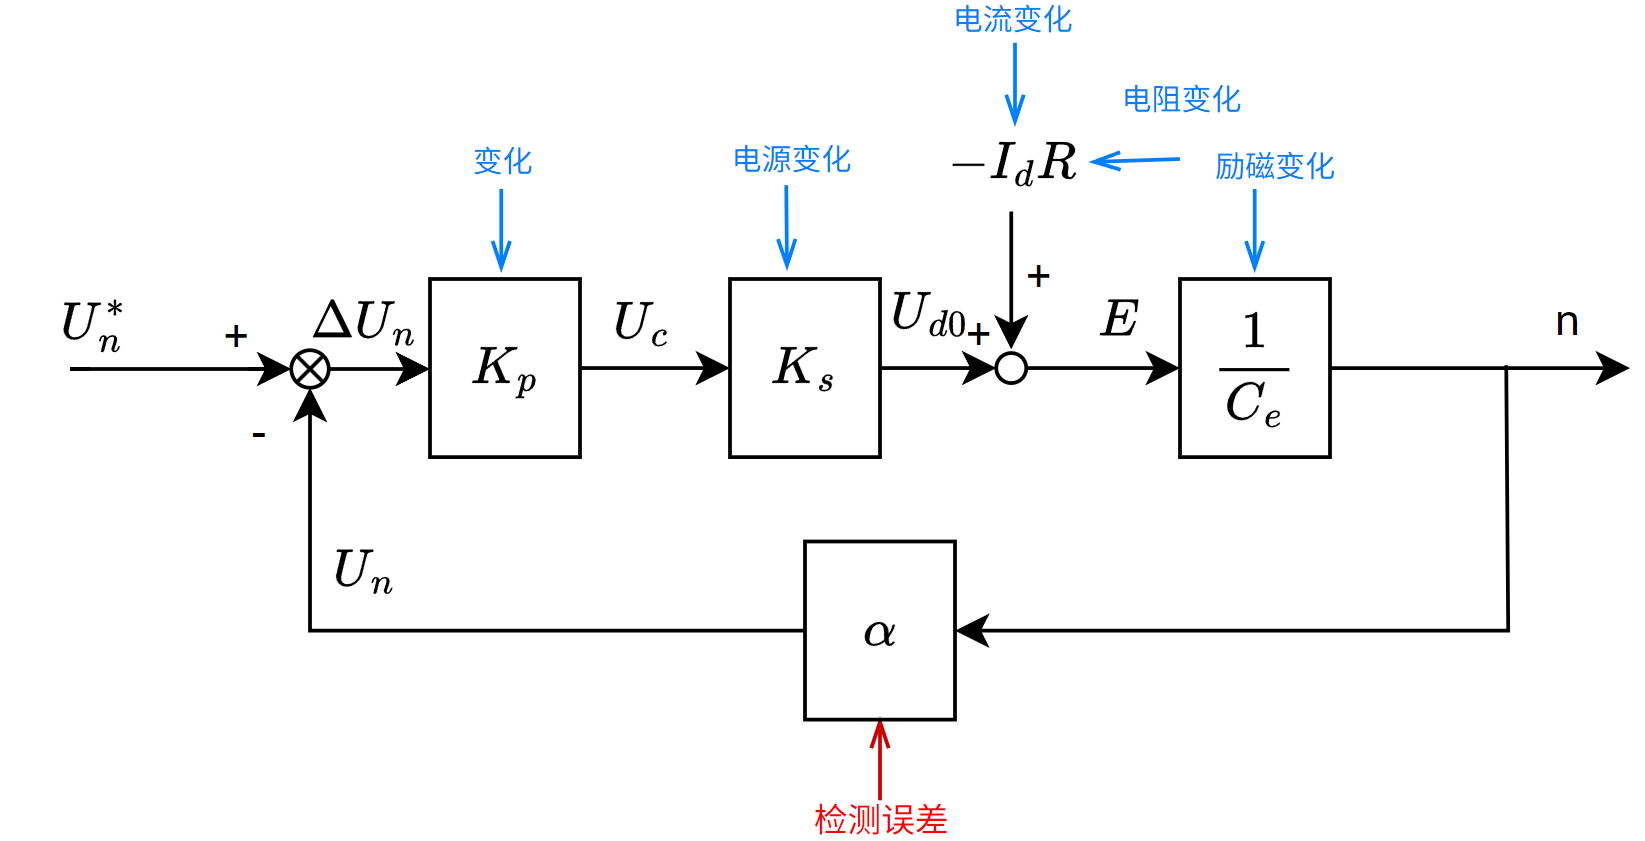 电流变化
电阻变化
变化
电源变化
$-I_dR$
励磁变化
$U_n^*$
+
$\Delta U_n$
$U_c$
$U_{d0}$
+
+
$E$
n
$K_p$
$K_s$
$\frac{1}{C_e}$
-
$U_n$
$\alpha$
检测误差